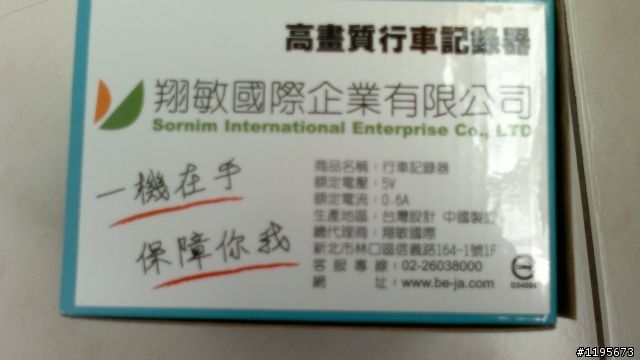 高畫質行車記錄器
翔敏國際企業有限公司
Sornim International Enterprise Co., LTD
一機在手
保障你我
商品名稱：行車記錄器
額定電壓：5V
額定電流：0.6A
生產地區：台灣設計 中國製造
總代理商：翔敏國際
新北市林口區信義路164-1號1F
客服專線：02-26038000
網址：www.be-ja.com
#1195673